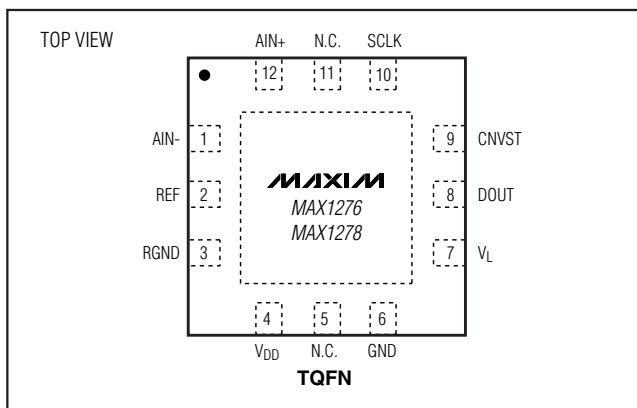 TOP VIEW
AIN+ N.C. SCLK
12 11 10
AIN- 1 9 CNVST
MAXIM
REF 2 8 DOUT
MAX1276
MAX1278
RGND 3 7 VL
4 5 6
VDD N.C. GND
TQFN